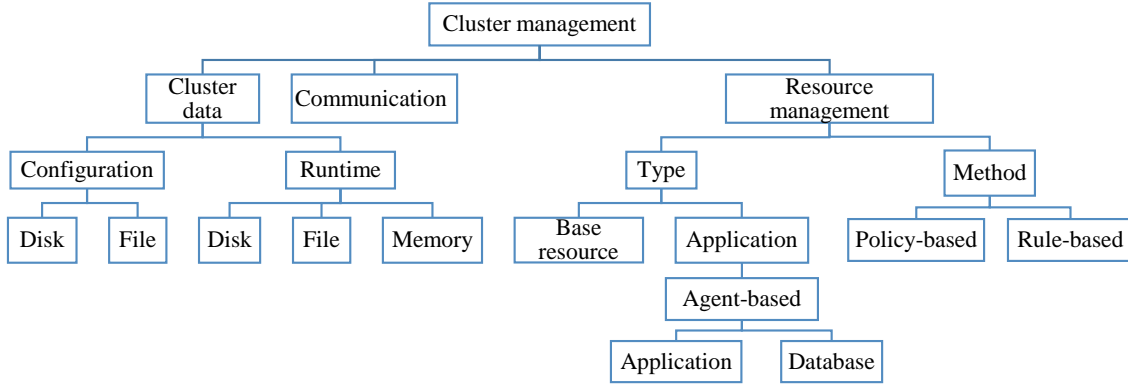 Cluster management
Cluster
data
Communication
Resource
management
Configuration
Runtime
Type
Method
Disk
File
Disk
File
Memory
Base
resource
Application
Policy-based
Rule-based
Agent-based
Application
Database